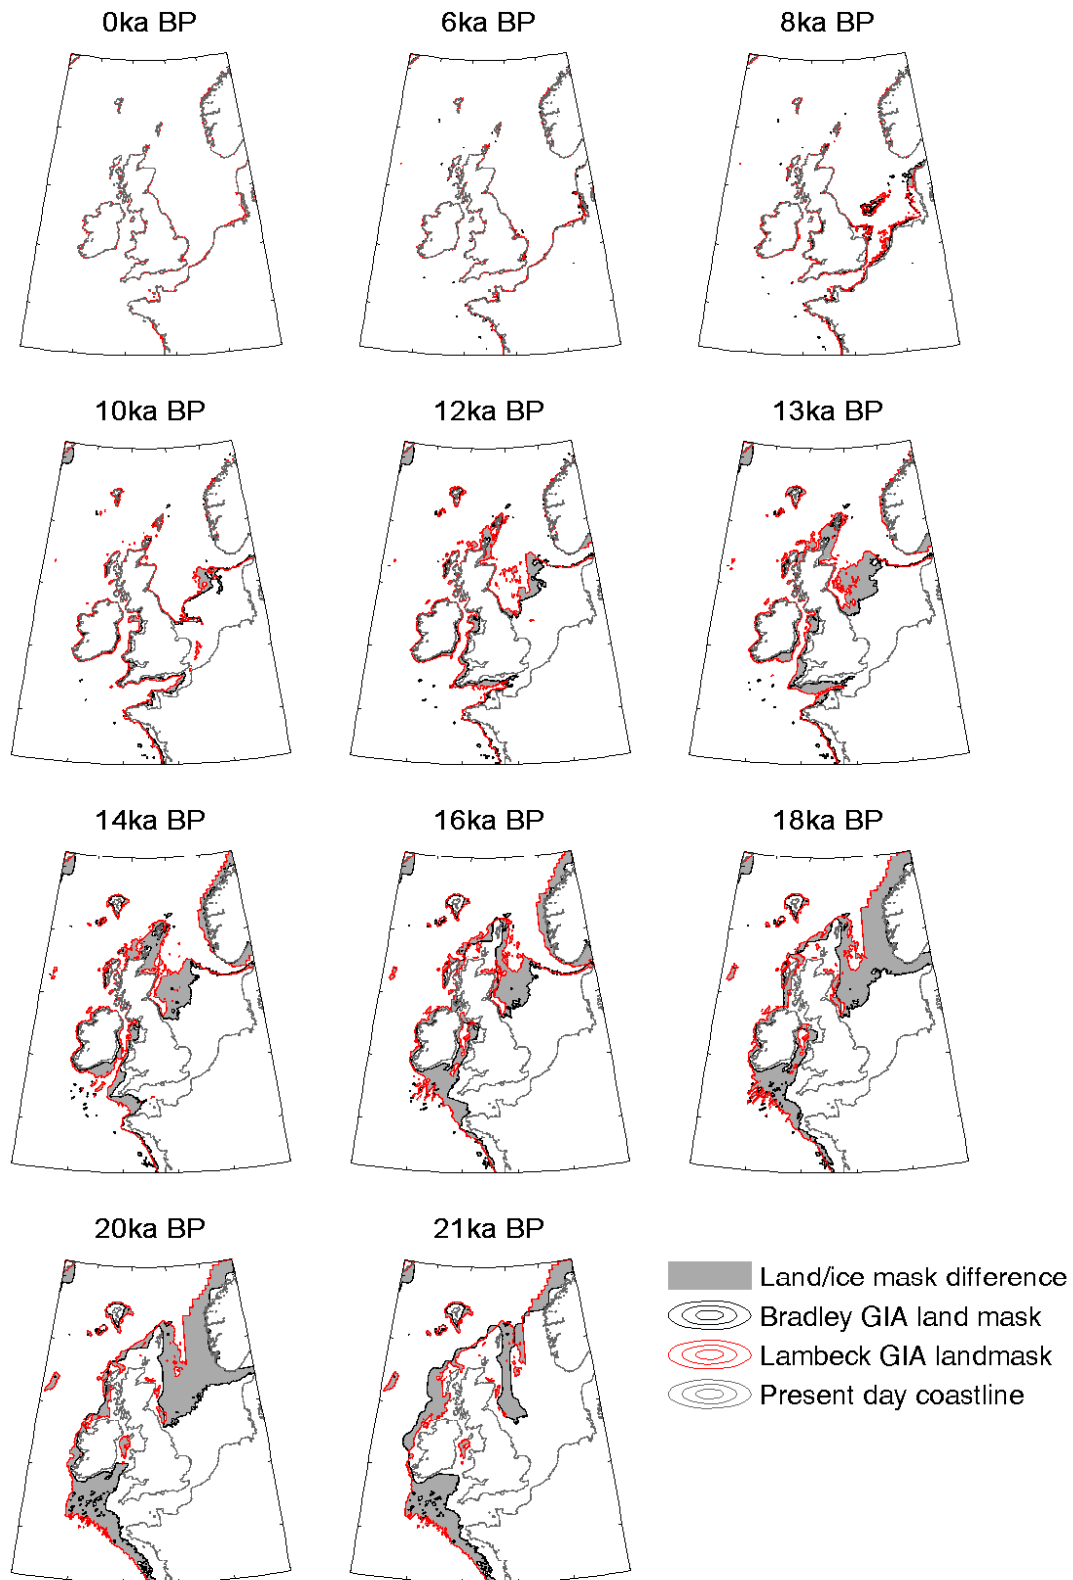 0ka BP
6ka BP
8ka BP
10ka BP
12ka BP
13ka BP
14ka BP
16ka BP
18ka BP
20ka BP
21ka BP
Land/ice mask difference
Bradley GIA land mask
Lambeck GIA landmask
Present day coastline